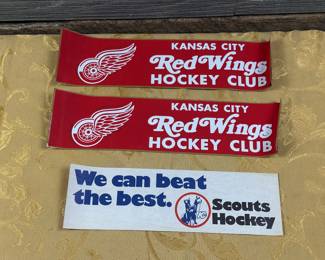 KANSAS CITY
Red Wings
HOCKEY CLUB
KANSAS CITY
Red Wings
HOCKEY CLUB
We can beat
the best. Scouts
Hockey